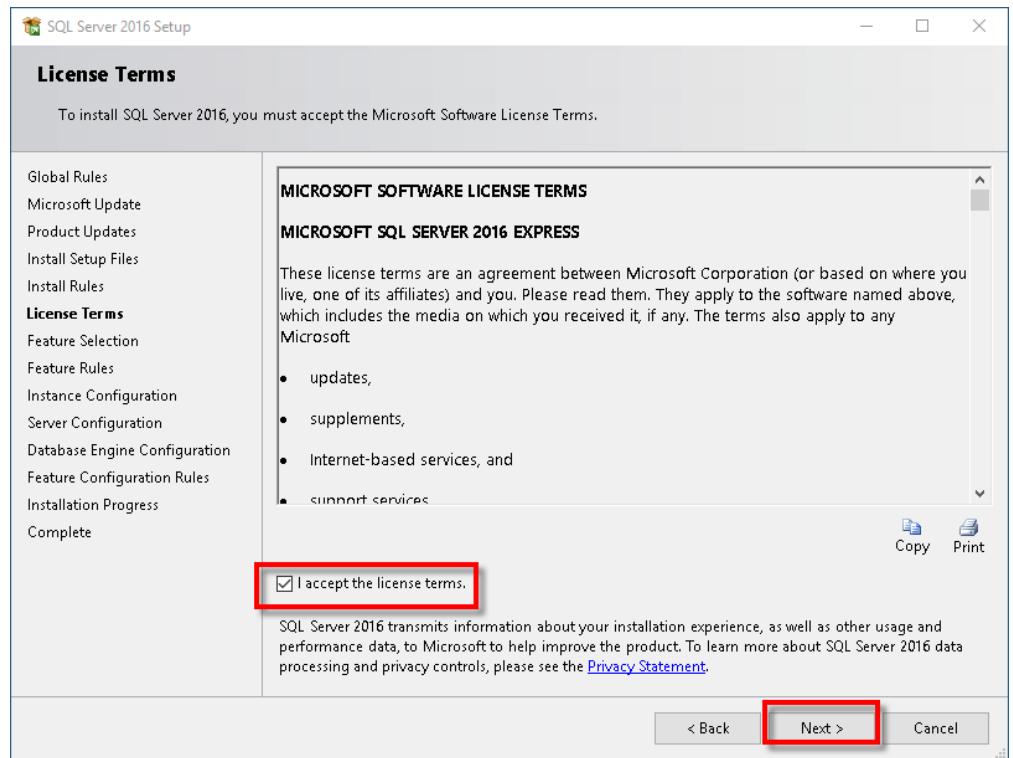 SQL Server 2016 Setup
License Terms
To install SQL Server 2016, you must accept the Microsoft Software License Terms.
Global Rules
Microsoft Update
Product Updates
Install Setup Files
Install Rules
License Terms
Feature Selection
Feature Rules
Instance Configuration
Server Configuration
Database Engine Configuration
Feature Configuration Rules
Installation Progress
Complete
MICROSOFT SOFTWARE LICENSE TERMS
MICROSOFT SQL SERVER 2016 EXPRESS
These license terms are an agreement between Microsoft Corporation (or based on where you
live, one of its affiliates) and you. Please read them. They apply to the software named above,
which includes the media on which you received it, if any. The terms also apply to any
Microsoft
• updates,
• supplements,
• Internet-based services, and
• support services
Copy Print
I accept the license terms.
SQL Server 2016 transmits information about your installation experience, as well as other usage and
performance data, to Microsoft to help improve the product. To learn more about SQL Server 2016 data
processing and privacy controls, please see the Privacy Statement.
< Back Next > Cancel